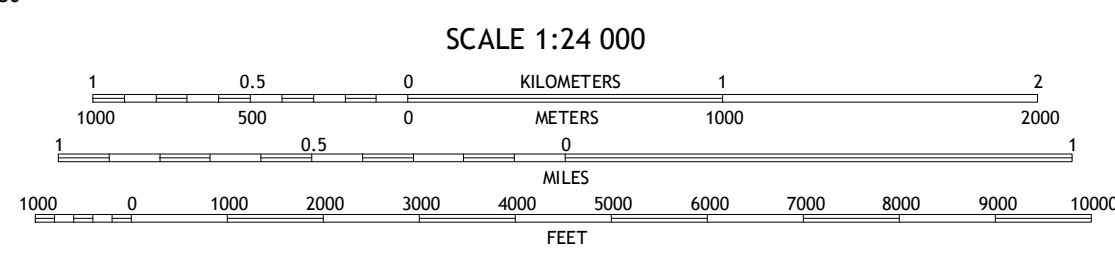 SCALE 1:24 000
1 0.5 0 KILOMETERS 1 2
1000 500 0 METERS 1000 2000
1 0.5 0 1
MILES
1000 0 1000 2000 3000 4000 5000 6000 7000 8000 9000 10000
FEET